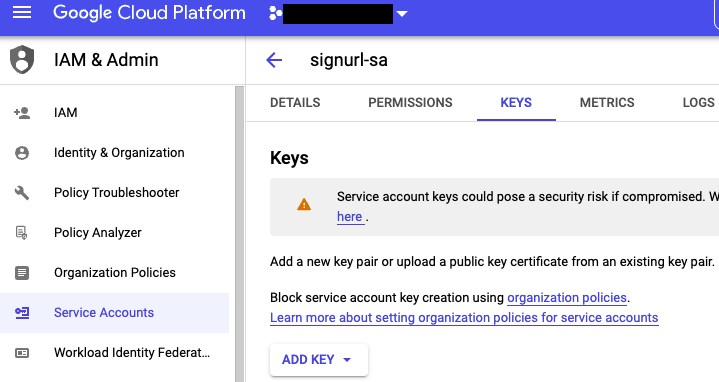 Google Cloud Platform
IAM & Admin
signurl-sa
DETAILS PERMISSIONS KEYS METRICS LOGS
IAM
Identity & Organization
Policy Troubleshooter
Policy Analyzer
Organization Policies
Service Accounts
Workload Identity Federat...
Keys
Service account keys could pose a security risk if compromised. W
here .
Add a new key pair or upload a public key certificate from an existing key pair.
Block service account key creation using organization policies.
Learn more about setting organization policies for service accounts
ADD KEY